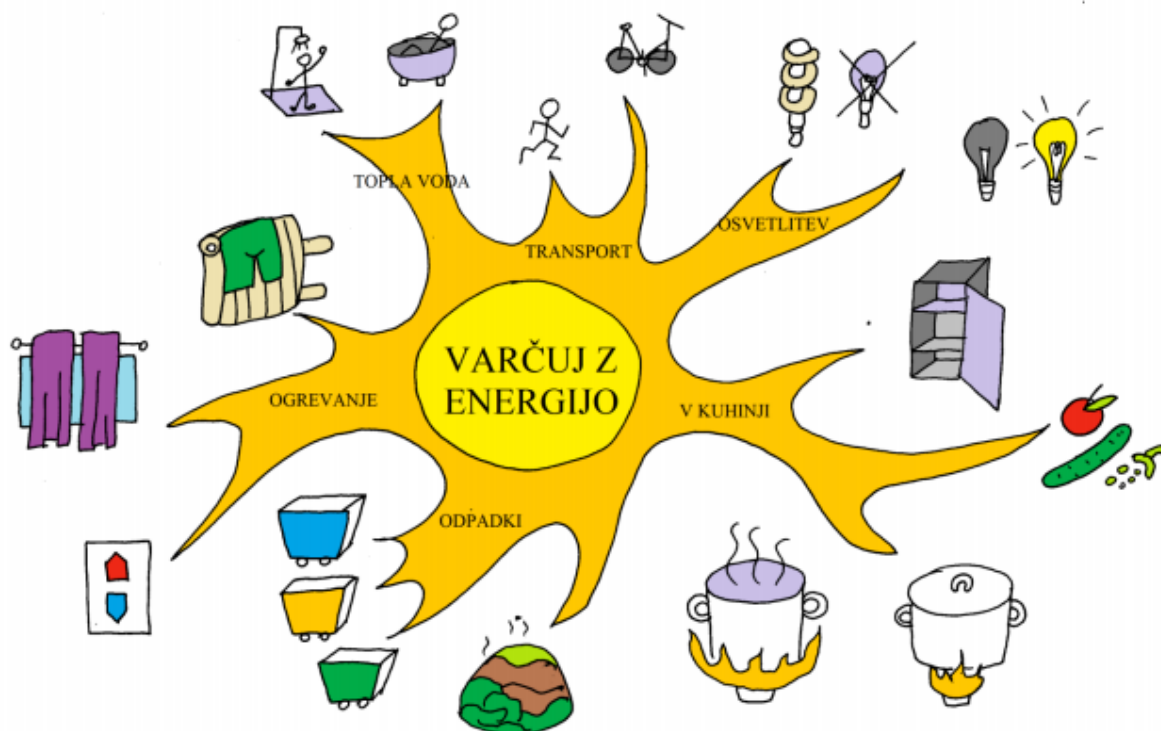 TOPLA VODA
TRANSPORT
OSVETLITEV
VARČUJ Z
ENERGIJO
OGREVANJE
V KUHINJI
ODPADKI